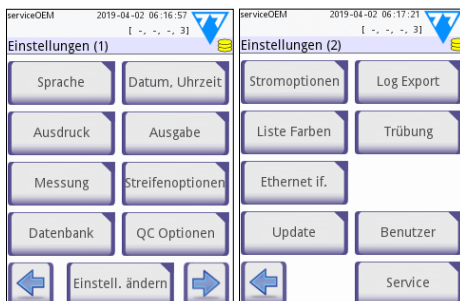 serviceOEM 2019-04-02 06:16:57
[ -, -, -, 3]
Einstellungen (1)
Sprache Datum, Uhrzeit
Ausdruck Ausgabe
Messung Streifenoptionen
Datenbank QC Optionen
Einstell. ändern
serviceOEM 2019-04-02 06:17:21
[ -, -, -, 3]
Einstellungen (2)
Stromoptionen Log Export
Liste Farben Trübung
Ethernet if.
Update Benutzer
Service